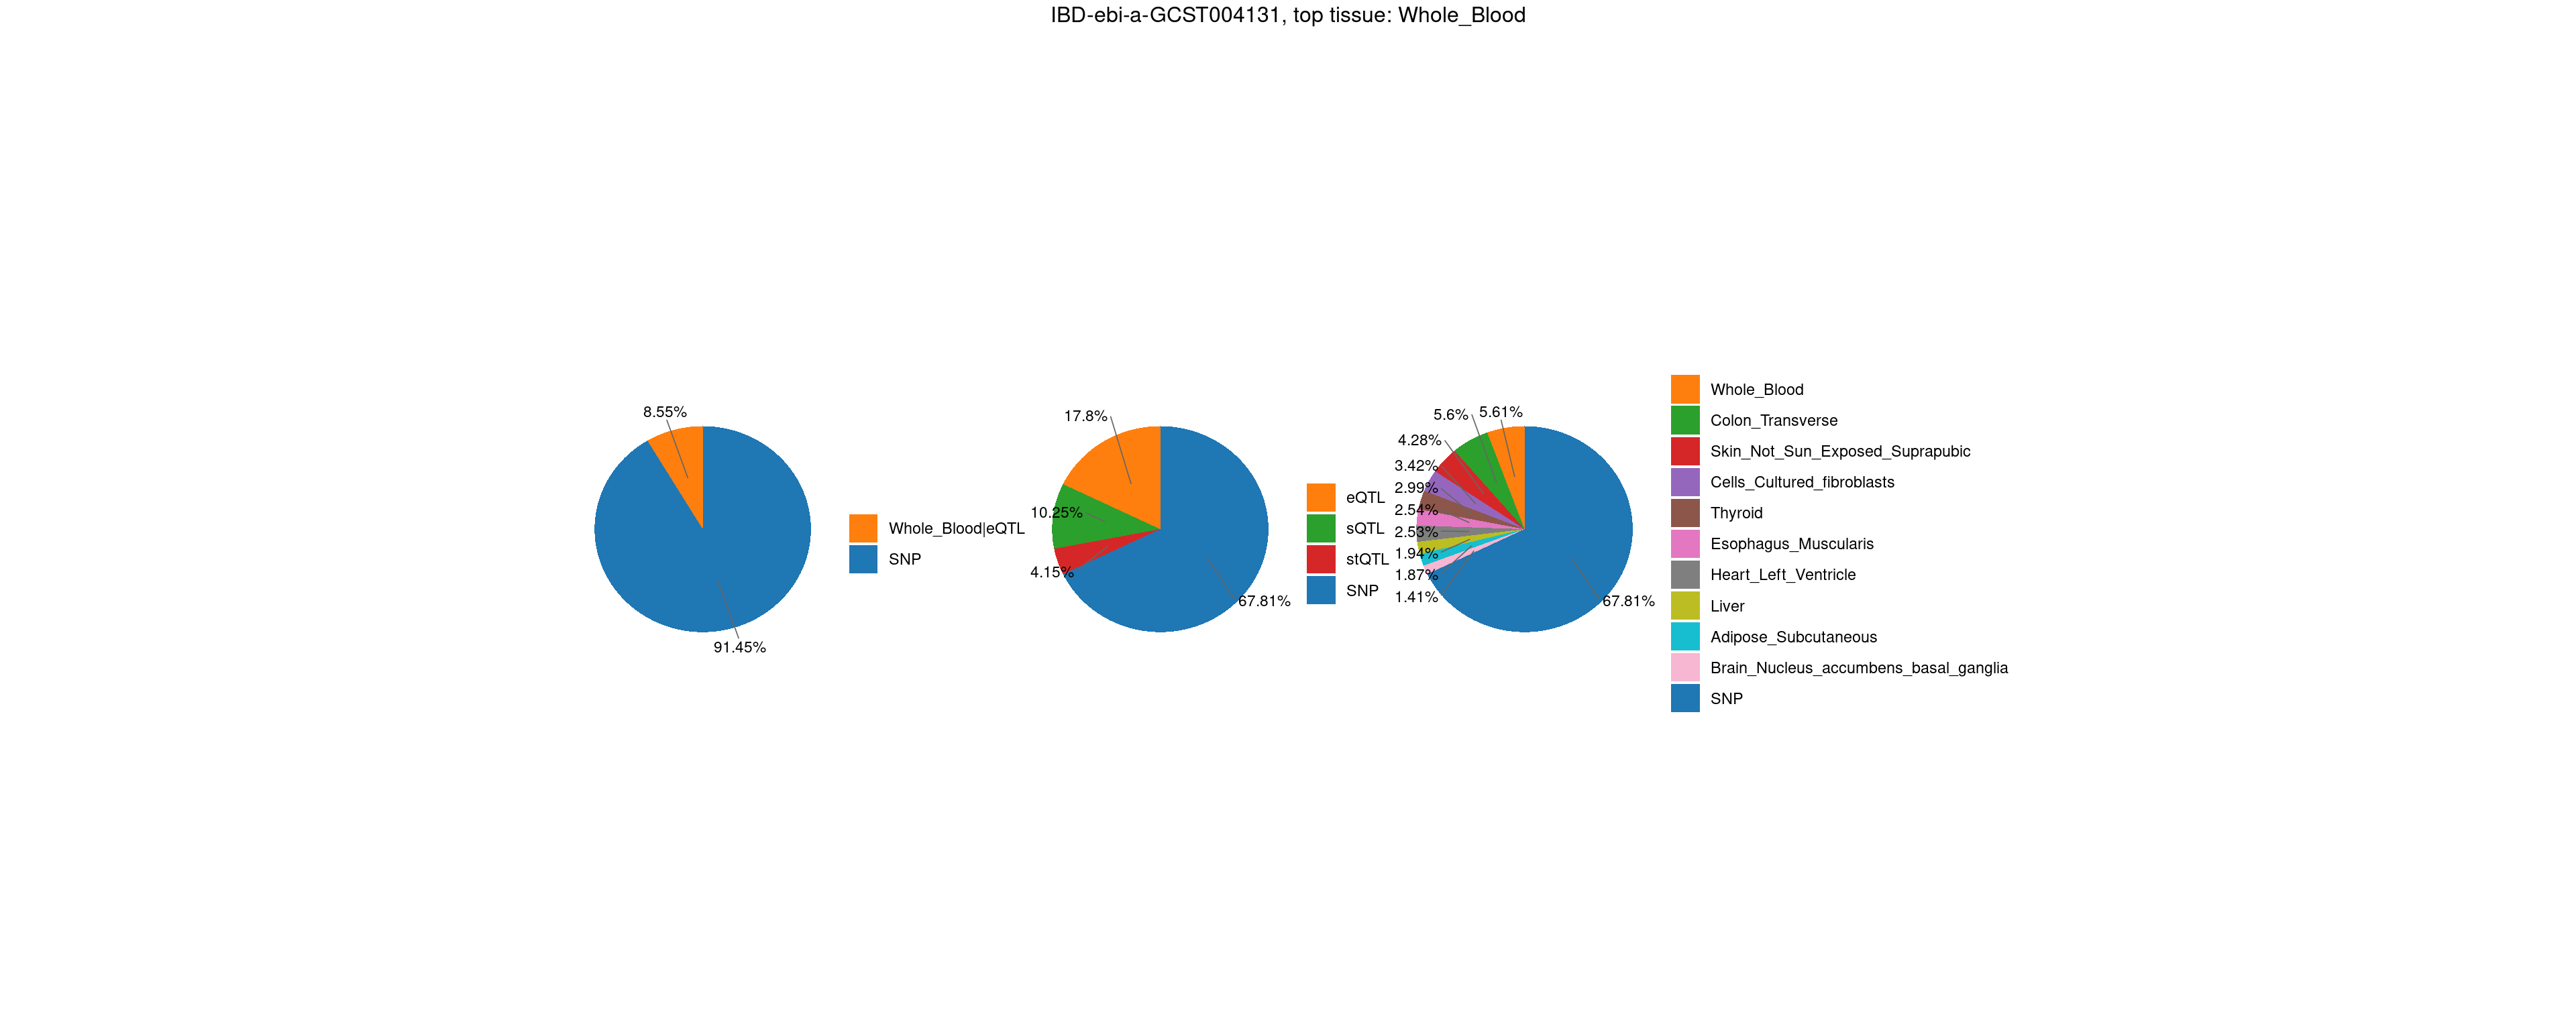 IBD-ebi-a-GCST004131, top tissue: Whole_Blood
8.55%
91.45%
Whole_Blood|eQTL
SNP
17.8%
10.25%
4.15%
67.81%
eQTL
sQTL
stQTL
SNP
5.61%
5.6%
4.28%
3.42%
2.99%
2.54%
2.53%
1.94%
1.87%
1.41%
67.81%
Whole_Blood
Colon_Transverse
Skin_Not_Sun_Exposed_Suprapubic
Cells_Cultured_fibroblasts
Thyroid
Esophagus_Muscularis
Heart_Left_Ventricle
Liver
Adipose_Subcutaneous
Brain_Nucleus_accumbens_basal_ganglia
SNP